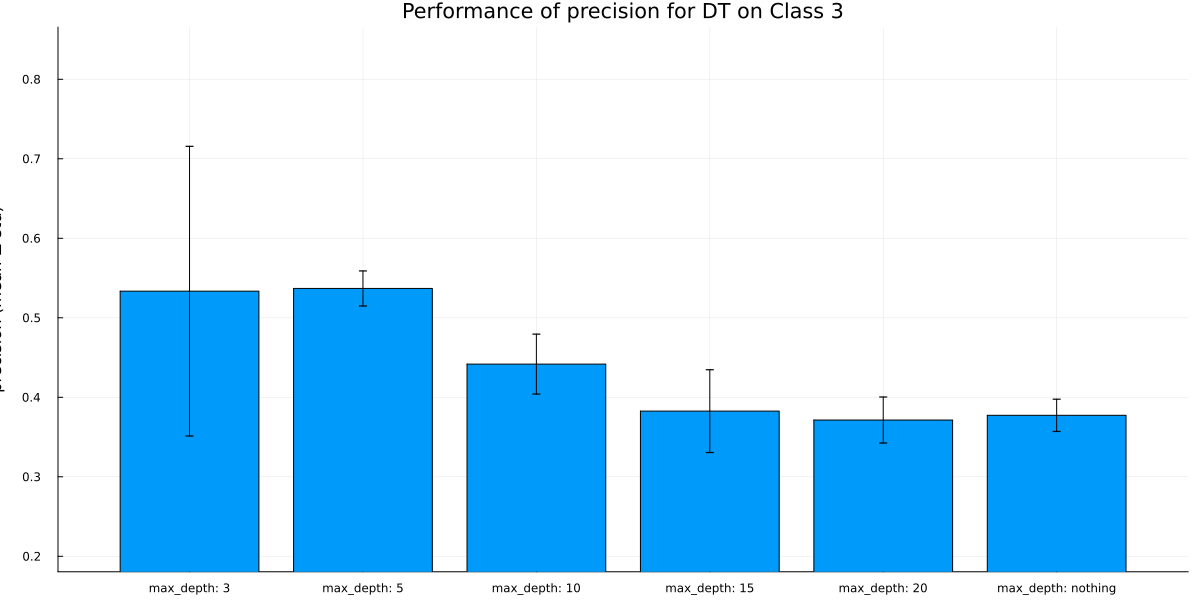 Performance of precision for DT on Class 3
0.8
0.7
0.6
0.5
0.4
0.3
0.2
max_depth: 3
max_depth: 5
max_depth: 10
max_depth: 15
max_depth: 20
max_depth: nothing